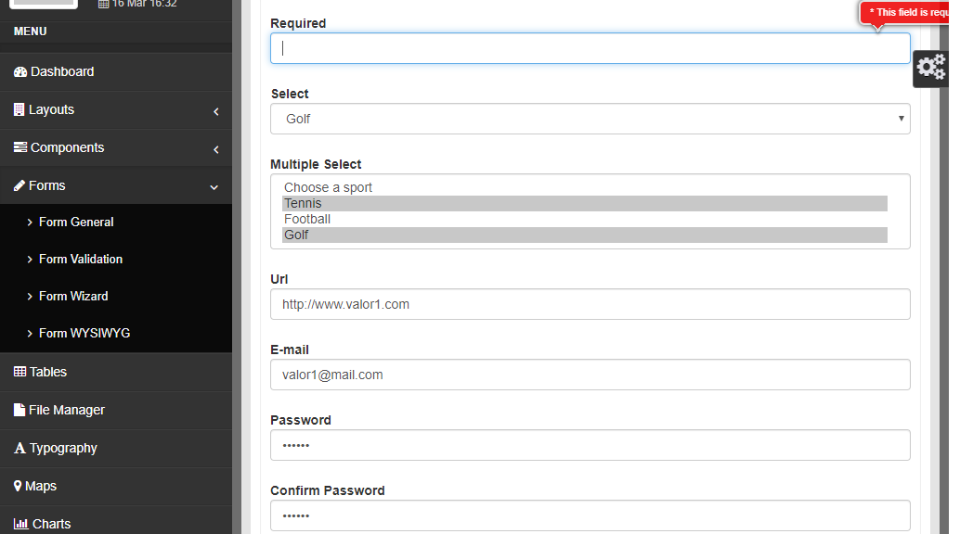 16 Mar 16:32
MENU
Dashboard
Layouts
Components
Forms
Form General
Form Validation
Form Wizard
Form WYSIWYG
Tables
File Manager
Typography
Maps
Charts
* This field is requ
Required
Select
Golf
Multiple Select
Choose a sport
Tennis
Football
Golf
Url
http://www.valor1.com
E-mail
valor1@mail.com
Password
••••••
Confirm Password
••••••